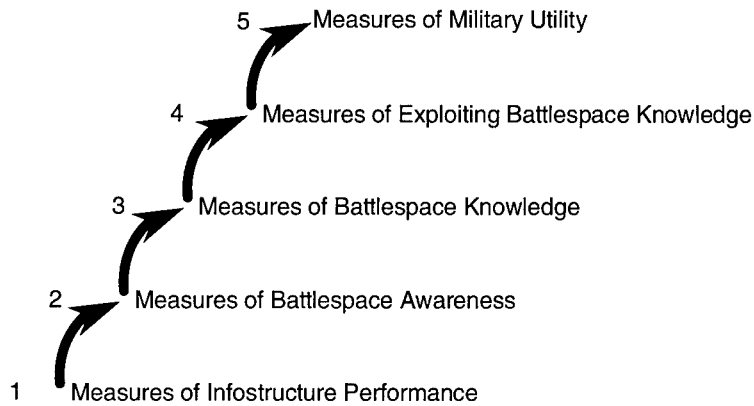 5 Measures of Military Utility
4 Measures of Exploiting Battlespace Knowledge
3 Measures of Battlespace Knowledge
2 Measures of Battlespace Awareness
1 Measures of Infostructure Performance